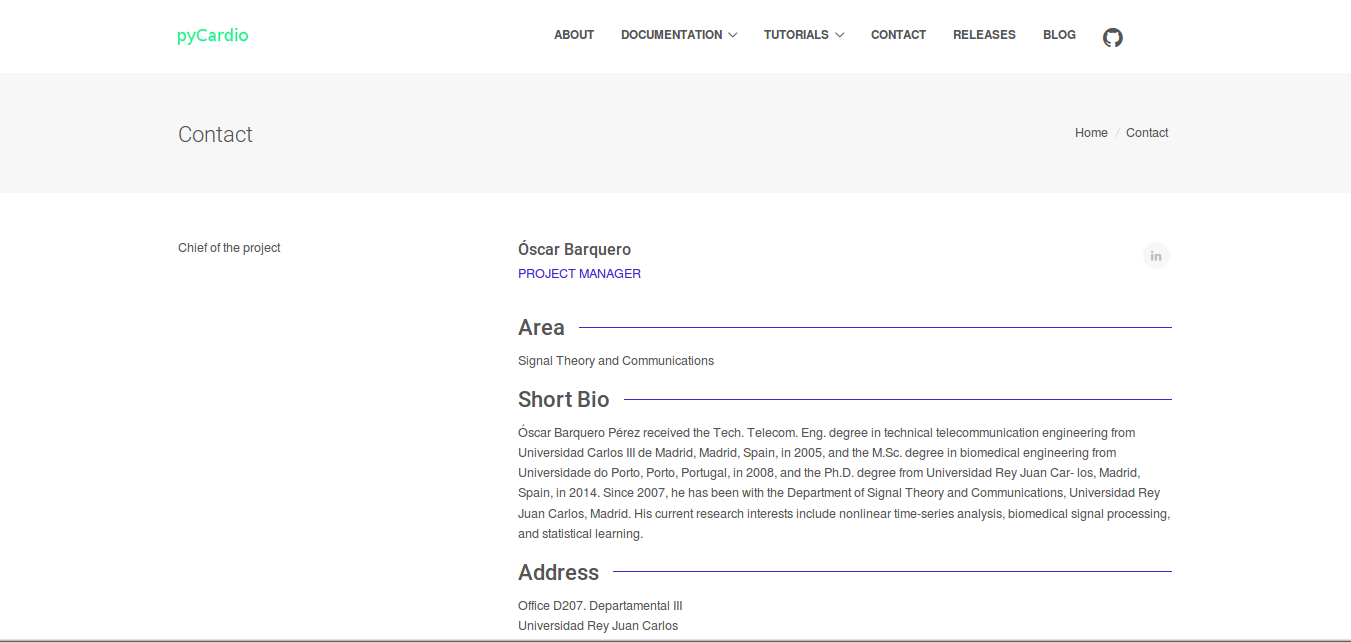 pyCardio
ABOUT DOCUMENTATION TUTORIALS CONTACT RELEASES BLOG
Contact
Home / Contact
Chief of the project
Óscar Barquero
in
PROJECT MANAGER
Area
Signal Theory and Communications
Short Bio
Óscar Barquero Pérez received the Tech. Telecom. Eng. degree in technical telecommunication engineering from
Universidad Carlos III de Madrid, Madrid, Spain, in 2005, and the M.Sc. degree in biomedical engineering from
Universidade do Porto, Porto, Portugal, in 2008, and the Ph.D. degree from Universidad Rey Juan Car- los, Madrid,
Spain, in 2014. Since 2007, he has been with the Department of Signal Theory and Communications, Universidad Rey
Juan Carlos, Madrid. His current research interests include nonlinear time-series analysis, biomedical signal processing,
and statistical learning.
Address
Office D207. Departamental III
Universidad Rey Juan Carlos